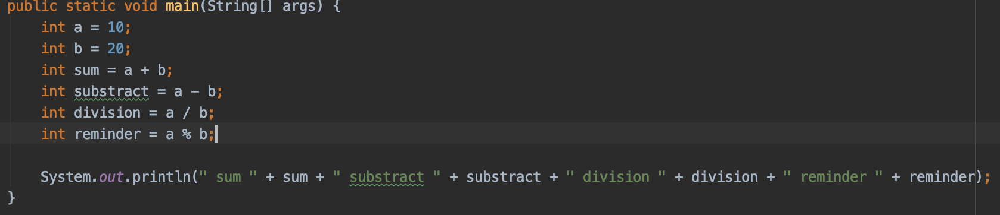 public static void main(String[] args) {
int a = 10;
int b = 20;
int sum = a + b;
int substract = a - b;
int division = a / b;
int reminder = a % b;
System.out.println(" sum " + sum + " substract " + substract + " division " + division + " reminder " + reminder);
}